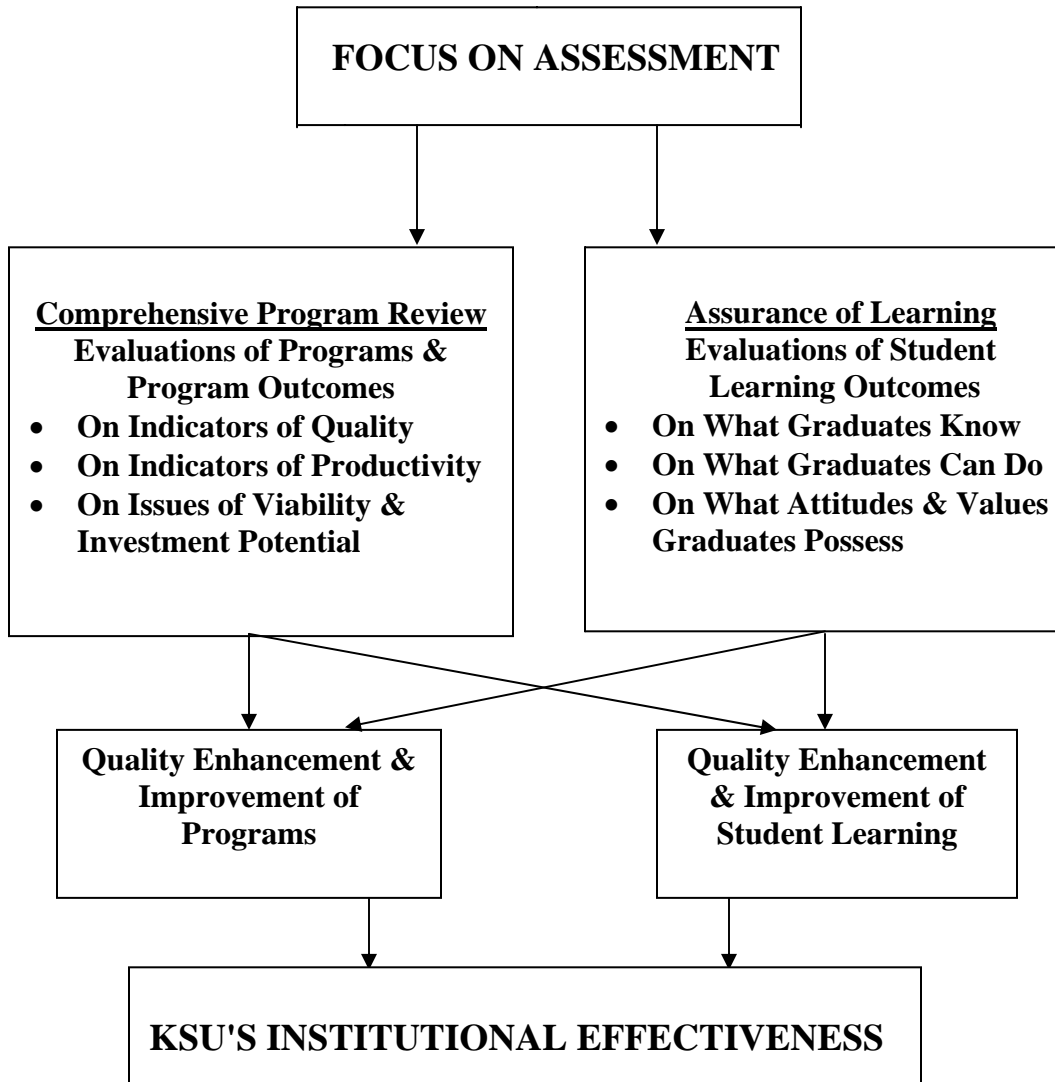 FOCUS ON ASSESSMENT
Comprehensive Program Review
Evaluations of Programs &
Program Outcomes
• On Indicators of Quality
• On Indicators of Productivity
• On Issues of Viability &
Investment Potential
Assurance of Learning
Evaluations of Student
Learning Outcomes
• On What Graduates Know
• On What Graduates Can Do
• On What Attitudes & Values
Graduates Possess
Quality Enhancement &
Improvement of
Programs
Quality Enhancement
& Improvement of
Student Learning
KSU'S INSTITUTIONAL EFFECTIVENESS